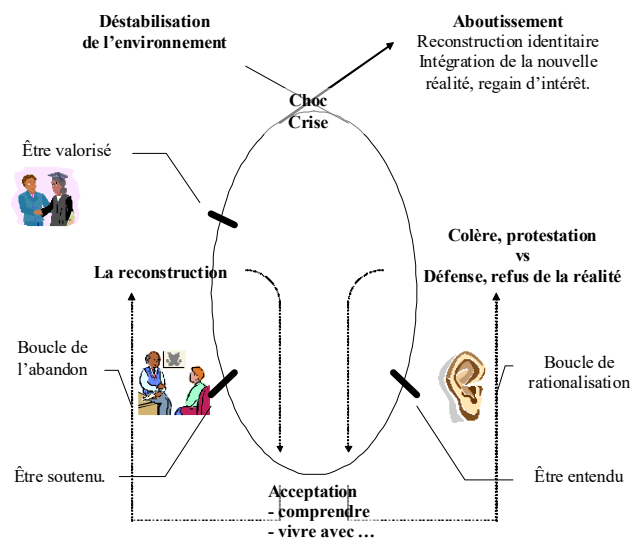 Déstabilisation
de l’environnement
Aboutissement
Reconstruction identitaire
Intégration de la nouvelle
réalité, regain d’intérêt.
Choc
Crise
Être valorisé
Colère, protestation
vs
Défense, refus de la réalité
La reconstruction
Boucle de
l’abandon
Boucle de
rationalisation
Être soutenu.
Être entendu
Acceptation
- comprendre
- vivre avec …